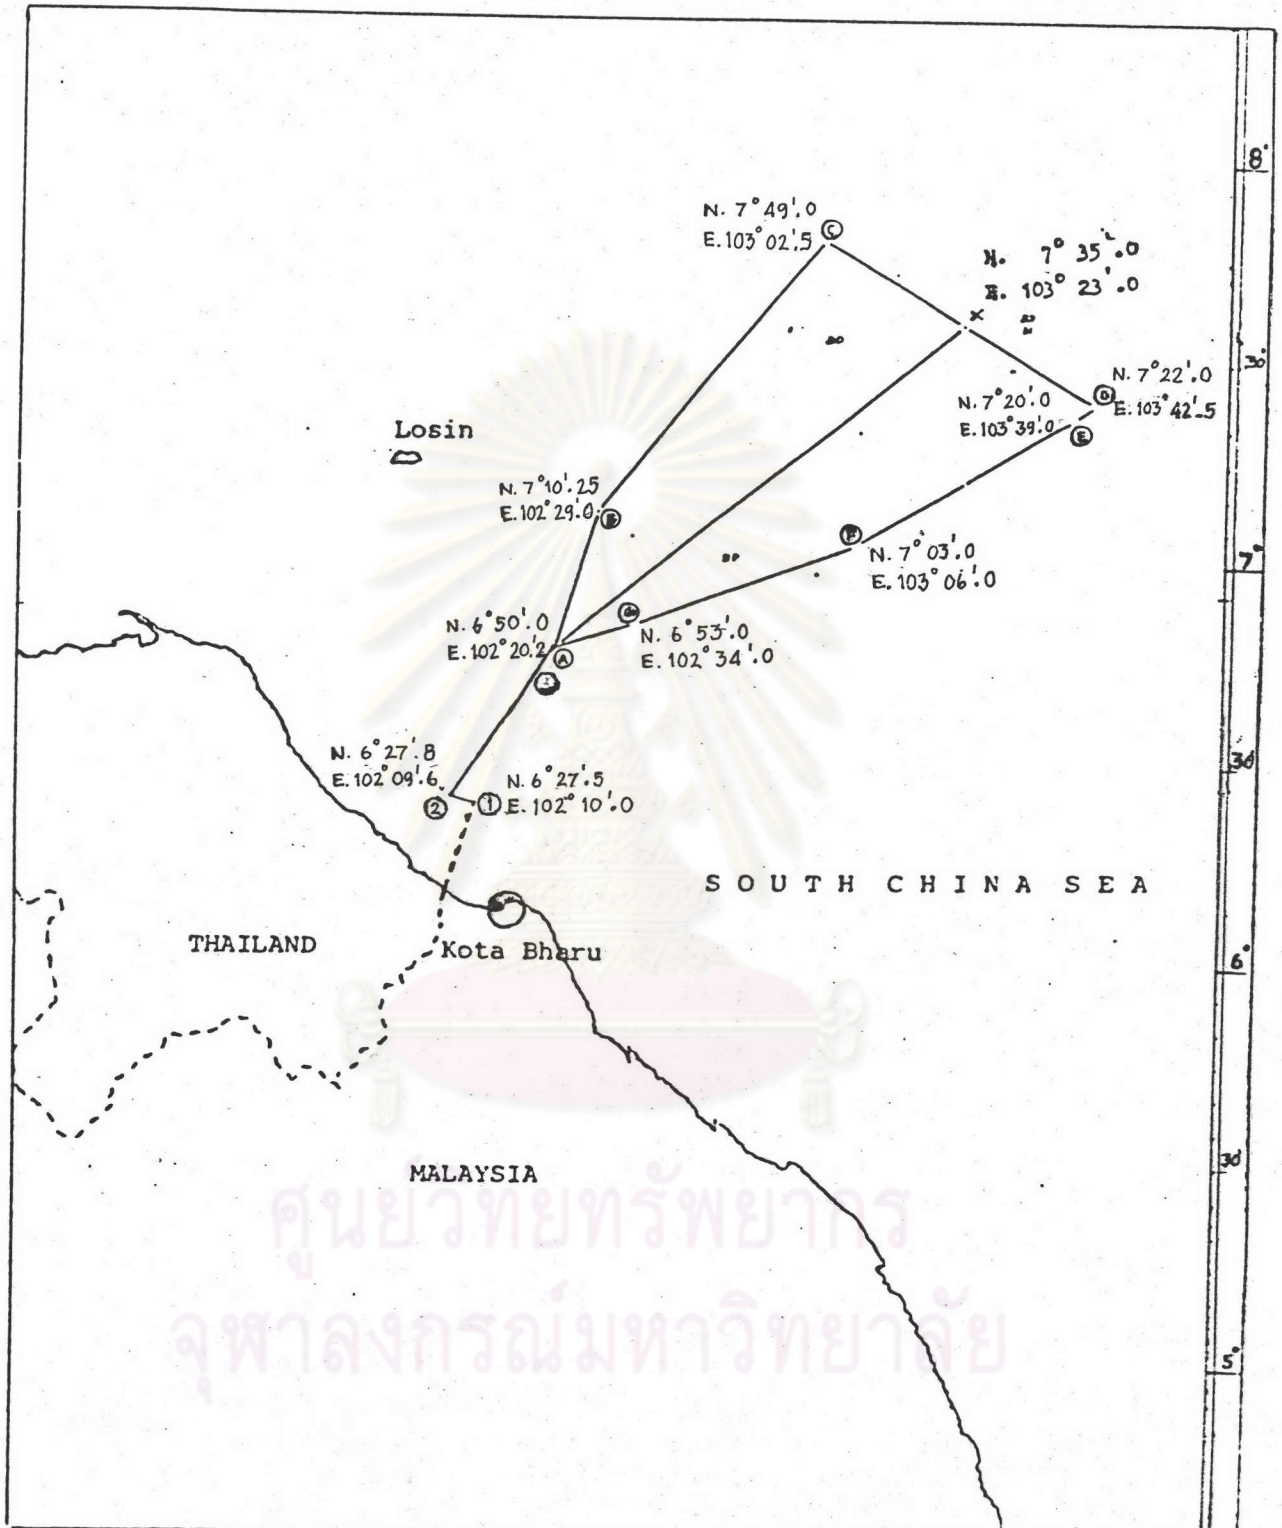 8°
N. 7° 49'.0
E. 103° 02'.5
C
N. 7° 35'.0
E. 103° 23'.0
30'
D
N. 7° 22'.0
E. 103° 42'.5
N. 7° 20'.0
E. 103° 39'.0
E
Losin
N. 7° 10'.25
E. 102° 29'.0
B
F
N. 7° 03'.0
E. 103° 06'.0
7°
G
N. 6° 50'.0
E. 102° 20'.2
A
N. 6° 53'.0
E. 102° 34'.0
N. 6° 27'.8
E. 102° 09'.6
2
1
N. 6° 27'.5
E. 102° 10'.0
30'
SOUTH CHINA SEA
THAILAND
Kota Bharu
6°
MALAYSIA
30'
ศูนย์วิทยทรัพยากร
จุฬาลงกรณ์มหาวิทยาลัย
5°